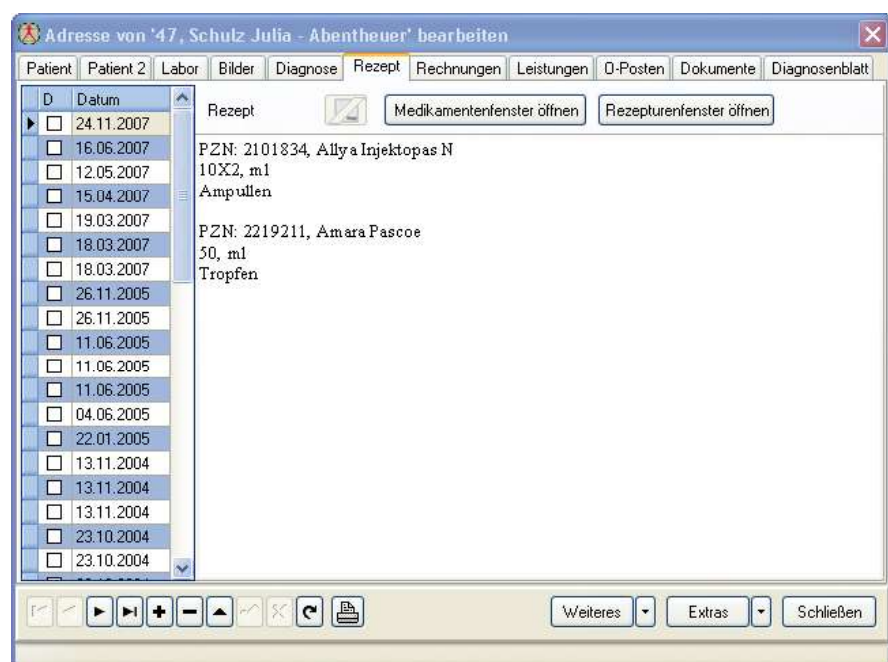 Adresse von '47, Schulz Julia - Abentheuer' bearbeiten
Patient Patient 2 Labor Bilder Diagnose Rezept Rechnungen Leistungen O-Posten Dokumente Diagnosenblatt
D Datum
Rezept Medikamentenfenster öffnen Rezepturenfenster öffnen
24.11.2007
16.06.2007
12.05.2007
15.04.2007
19.03.2007
18.03.2007
18.03.2007
26.11.2005
26.11.2005
11.06.2005
11.06.2005
11.06.2005
04.06.2005
22.01.2005
13.11.2004
13.11.2004
13.11.2004
23.10.2004
23.10.2004
PZN: 2101834, Allya Injektopas N
10X2, ml
Ampullen
PZN: 2219211, Amara Pascoe
50, ml
Tropfen
Weiteres Extras Schließen